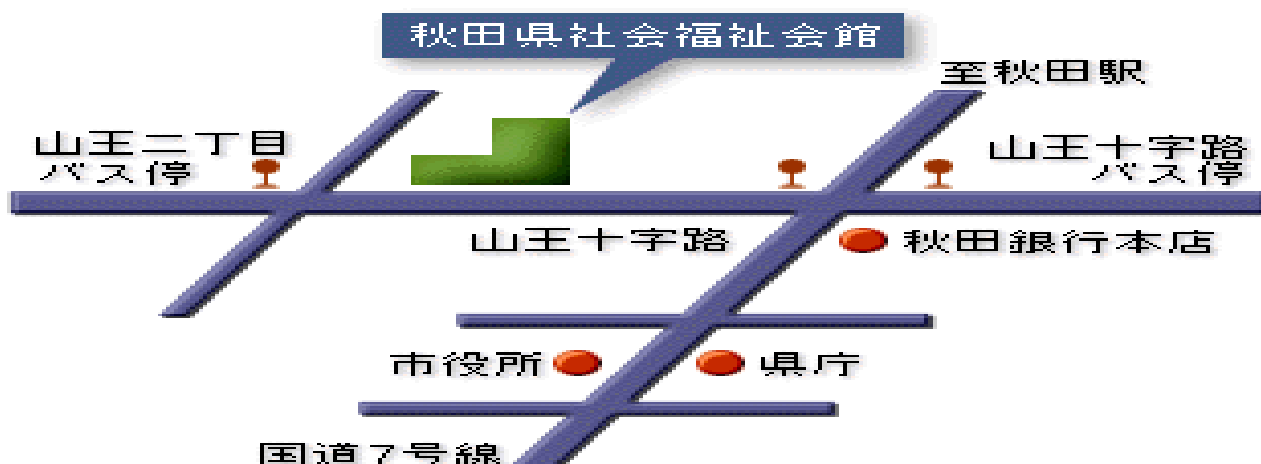 秋田県社会福祉会館
至秋田駅
山王二丁目
バス停
山王十字路
バス停
山王十字路
秋田銀行本店
市役所
県庁
国道7号線